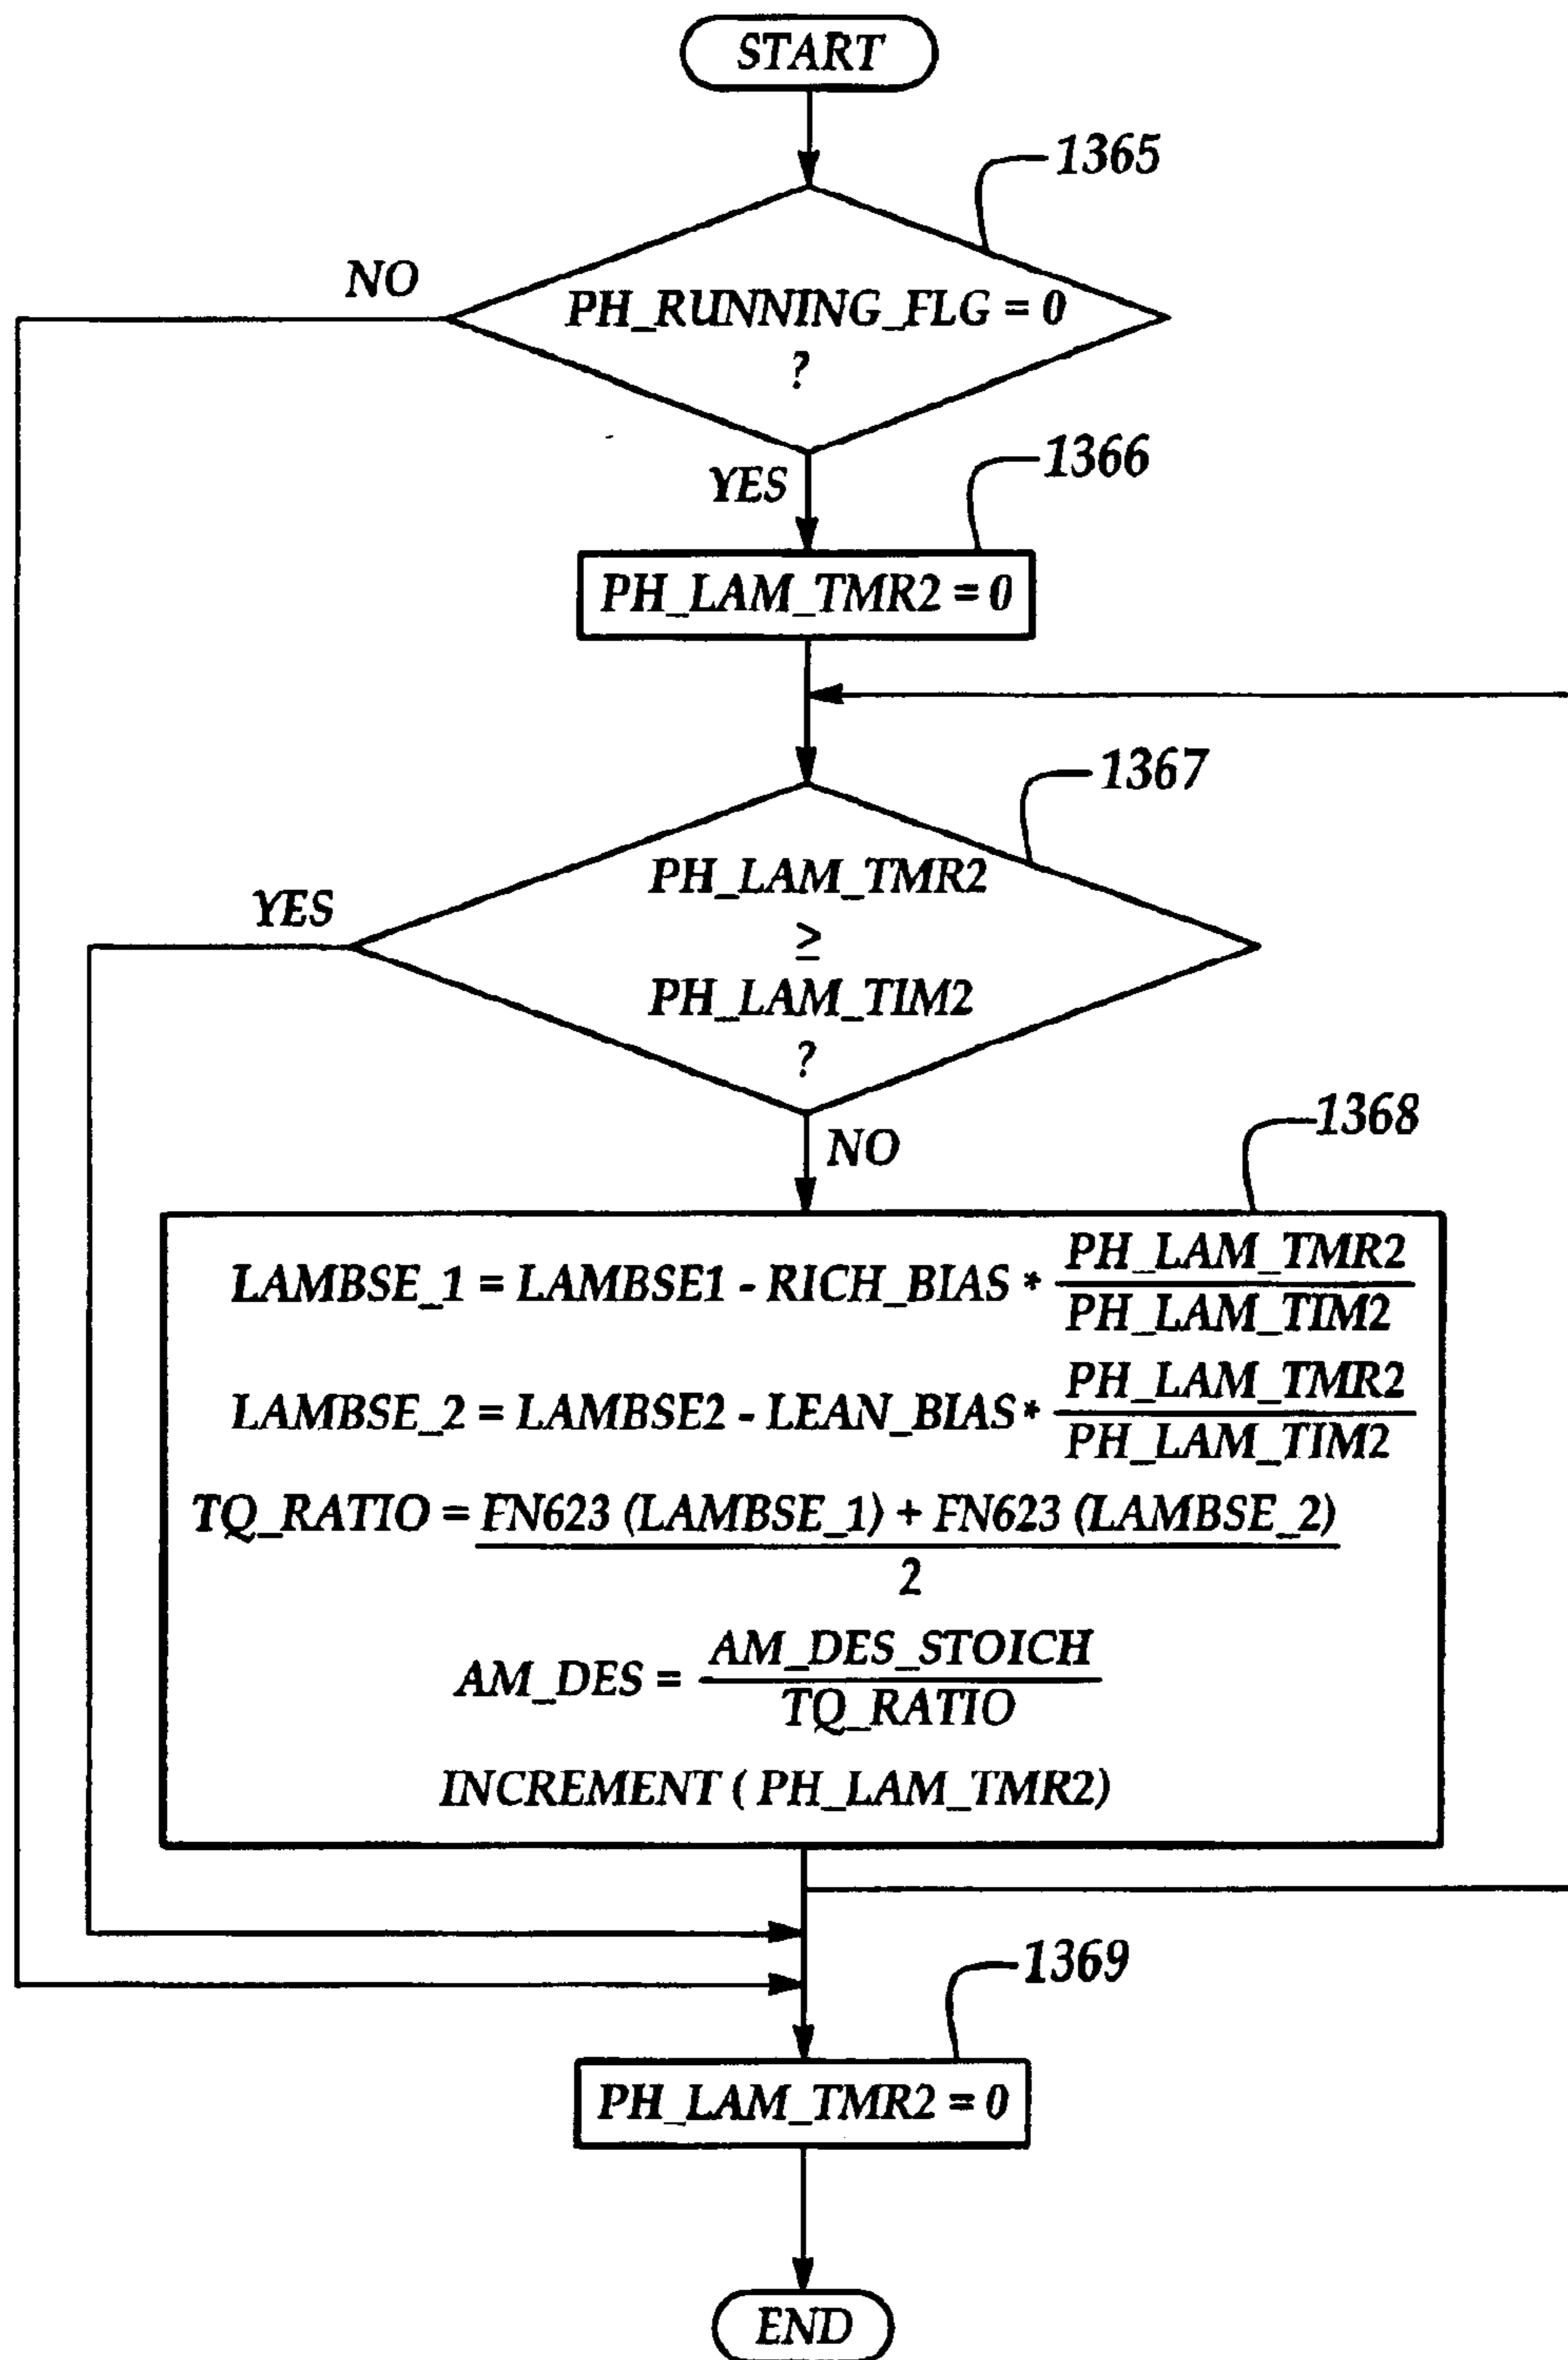 START
1365
NO
PH_RUNNING_FLG = 0
?
YES
1366
PH_LAM_TMR2 = 0
1367
YES
PH_LAM_TMR2
≥
PH_LAM_TIM2
?
NO
1368
LAMBSE_1 = LAMBSE1 - RICH_BIAS * PH_LAM_TMR2
PH_LAM_TIM2
LAMBSE_2 = LAMBSE2 - LEAN_BIAS * PH_LAM_TMR2
PH_LAM_TIM2
TQ_RATIO = FN623 (LAMBSE_1) + FN623 (LAMBSE_2)
2
AM_DES = AM_DES_STOICH
TQ_RATIO
INCREMENT ( PH_LAM_TMR2)
1369
PH_LAM_TMR2 = 0
END